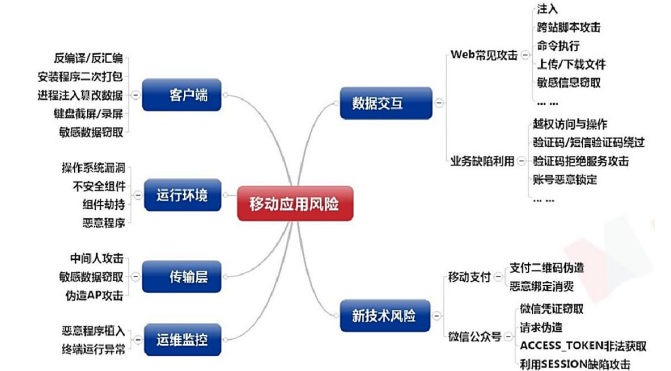 移动应用风险
客户端
反编译/反汇编
安装程序二次打包
进程注入篡改数据
键盘截屏/录屏
敏感数据窃取
运行环境
操作系统漏洞
不安全组件
组件劫持
恶意程序
传输层
中间人攻击
敏感数据窃取
伪造AP攻击
运维监控
恶意程序植入
终端运行异常
数据交互
Web常见攻击
注入
跨站脚本攻击
命令执行
上传/下载文件
敏感信息窃取
... ...
业务缺陷利用
越权访问与操作
验证码/短信验证码绕过
验证码拒绝服务攻击
账号恶意锁定
... ...
新技术风险
移动支付
支付二维码伪造
恶意绑定消费
微信公众号
微信凭证窃取
请求伪造
ACCESS_TOKEN非法获取
利用SESSION缺陷攻击